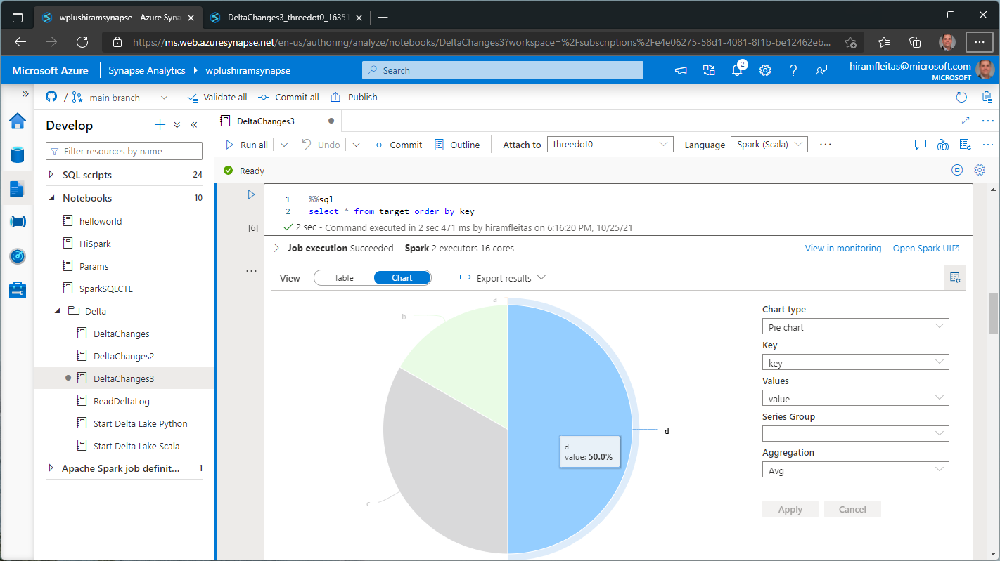 wplushiramsynapse - Azure Syna
DeltaChanges3_threedot0_16351
https://ms.web.azuresynapse.net/en-us/authoring/analyze/notebooks/DeltaChanges3?workspace=%2Fsubscriptions%2Fe4e06275-58d1-4081-8f1b-be12462eb...
Microsoft Azure
Synapse Analytics
wplushiramsynapse
Search
2
hiramfleitas@microsoft.com
MICROSOFT
/ main branch
Validate all
Commit all
Publish
Develop
Filter resources by name
SQL scripts 24
Notebooks 10
helloworld
HiSpark
Params
SparkSQLCTE
Delta
DeltaChanges
DeltaChanges2
DeltaChanges3
ReadDeltaLog
Start Delta Lake Python
Start Delta Lake Scala
Apache Spark job definit... 1
DeltaChanges3
Run all
Undo
Commit
Outline
Attach to threedot0
Language Spark (Scala)
Ready
1 %%sql
2 select * from target order by key
[6]
2 sec - Command executed in 2 sec 471 ms by hiramfleitas on 6:16:20 PM, 10/25/21
Job execution Succeeded Spark 2 executors 16 cores
View in monitoring
Open Spark UI
View
Table
Chart
Export results
a
b
c
d
d
value: 50.0%
Chart type
Pie chart
Key
key
Values
value
Series Group
Aggregation
Avg
Apply
Cancel